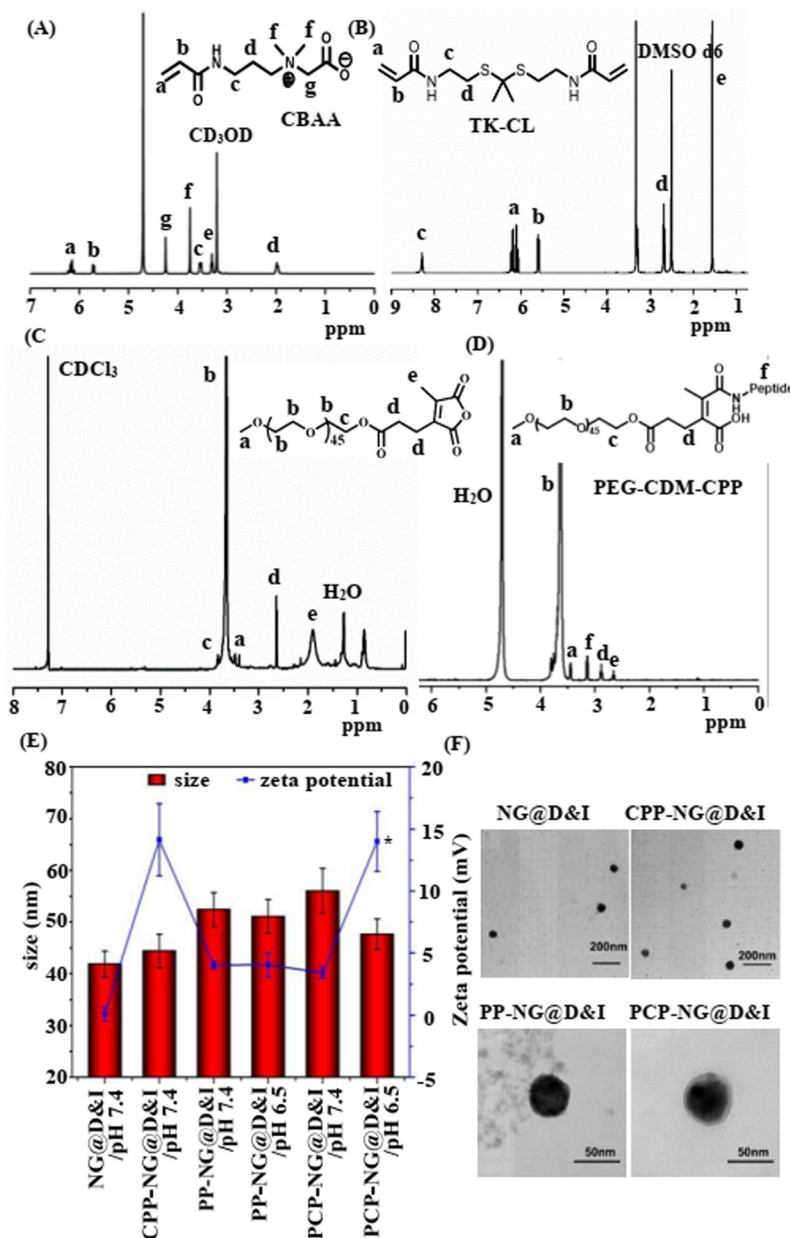 (A)
b
a
O
H
N
c
d
f
f
N
⊕
g
O
O
⊖
CBAA
CD₃OD
a
b
g
f
c
e
d
7 6 5 4 3 2 1 0
ppm
(B)
a
b
O
N
H
c
d
S
S
H
N
O
TK-CL
DMSO d6
e
c
a
b
d
9 8 7 6 5 4 3 2 1
ppm
(C)
CDCl₃
b
a
O
b
b
O
45
b
c
O
O
d
d
e
O
O
O
c
a
d
e
H₂O
8 7 6 5 4 3 2 1 0
ppm
(D)
a
O
b
O
45
c
O
O
d
O
f
N
H
Peptide
OH
O
PEG-CDM-CPP
H₂O
b
a
f
d
e
6 5 4 3 2 1 0
ppm
(E)
80
70
60
50
40
30
20
size (nm)
size
zeta potential
*
20
15
10
5
0
-5
Zeta potential (mV)
NG@D&I
/pH 7.4
CPP-NG@D&I
/pH 7.4
PP-NG@D&I
/pH 7.4
PP-NG@D&I
/pH 6.5
PCP-NG@D&I
/pH 7.4
PCP-NG@D&I
/pH 6.5
(F)
NG@D&I
CPP-NG@D&I
200nm
200nm
PP-NG@D&I
PCP-NG@D&I
50nm
50nm